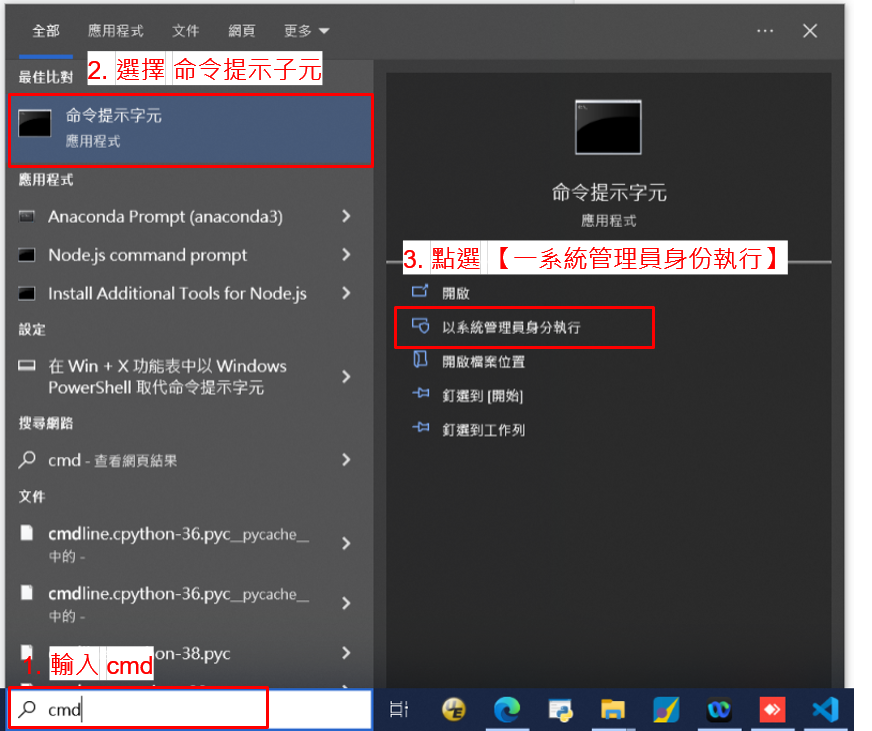 全部 應用程式 文件 網頁 更多
2. 選擇 命令提示子元
最佳比對
命令提示字元
應用程式
應用程式
Anaconda Prompt (anaconda3)
Node.js command prompt
Install Additional Tools for Node.js
設定
在 Win + X 功能表中以 Windows
PowerShell 取代命令提示字元
搜尋網路
cmd - 查看網頁結果
文件
cmdline.cpython-36.pyc__pycache__
中的 -
cmdline.cpython-36.pyc__pycache__
中的 -
on-38.pyc
1. 輸入 cmd
cmd
命令提示字元
應用程式
3. 點選 【一系統管理員身份執行】
開啟
以系統管理員身分執行
開啟檔案位置
釘選到 [開始]
釘選到工作列